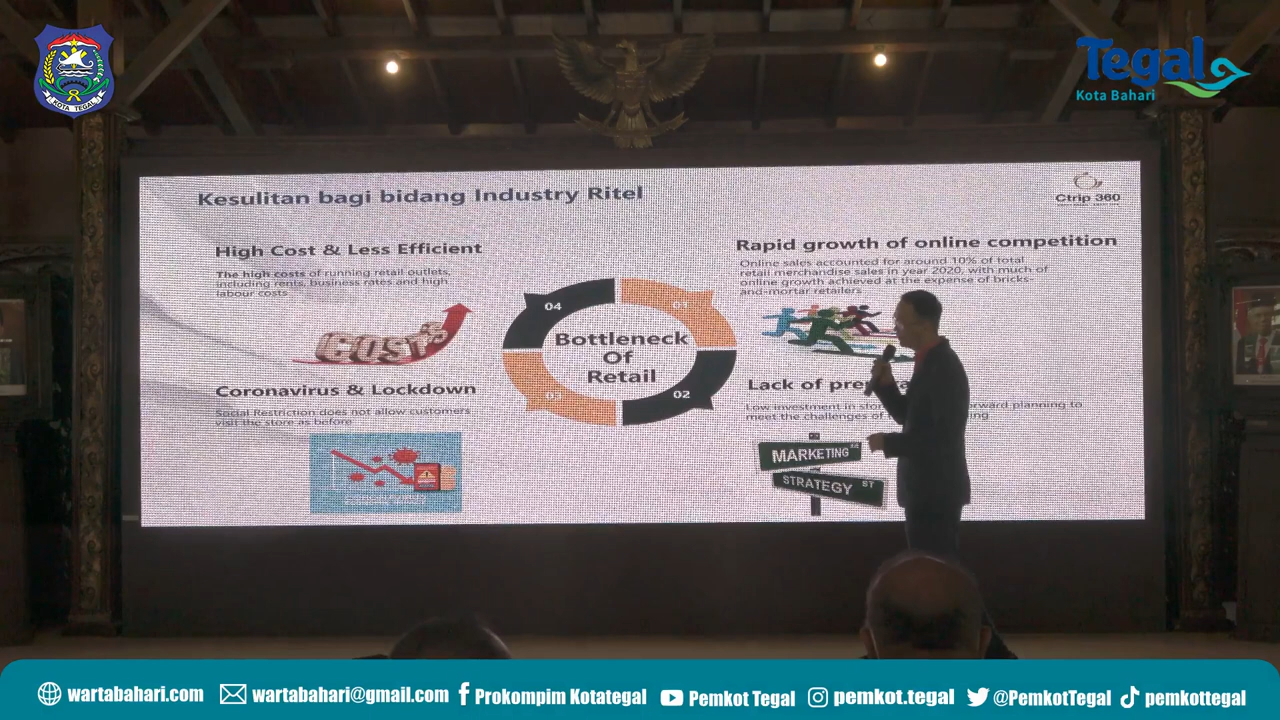 KOTA TEGAL
Tegal
Kota Bahari
Kesulitan bagi bidang Industry Ritel
Ctrip 360
High Cost & Less Efficient
The high costs of running retail outlets,
including rents, business rates and high
labour costs
COST
Rapid growth of online competition
Online sales accounted for around 10% of total
retail merchandise sales in year 2020, with much of
online growth achieved at the expense of bricks-
and-mortar retailers
04
01
Bottleneck
Of
Retail
03
02
Coronavirus & Lockdown
Social Restriction does not allow customers
visit the store as before
Lack of
Low investment in planning to
meet the challenges of
MARKETING
STRATEGY ST
wartabahari.com
wartabahari@gmail.com
Prokompim Kotategal
Pemkot Tegal
pemkot.tegal
@PemkotTegal
pemkottegal